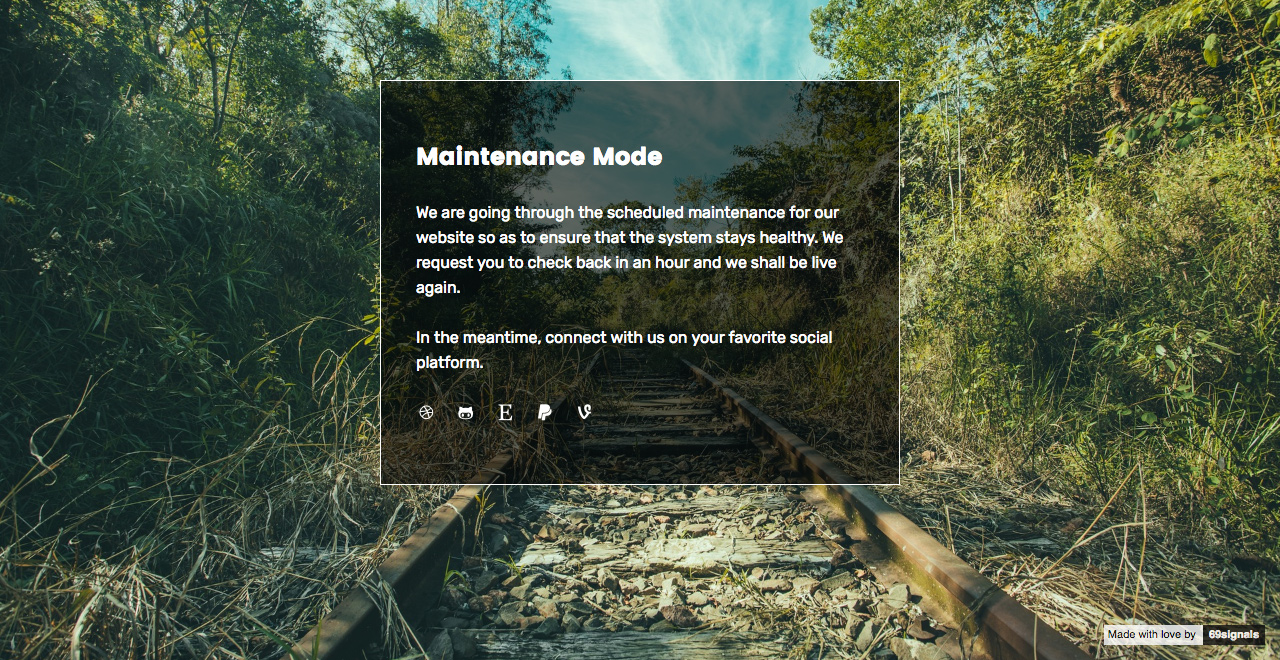 Maintenance Mode
We are going through the scheduled maintenance for our
website so as to ensure that the system stays healthy. We
request you to check back in an hour and we shall be live
again.
In the meantime, connect with us on your favorite social
platform.
Made with love by 69signals